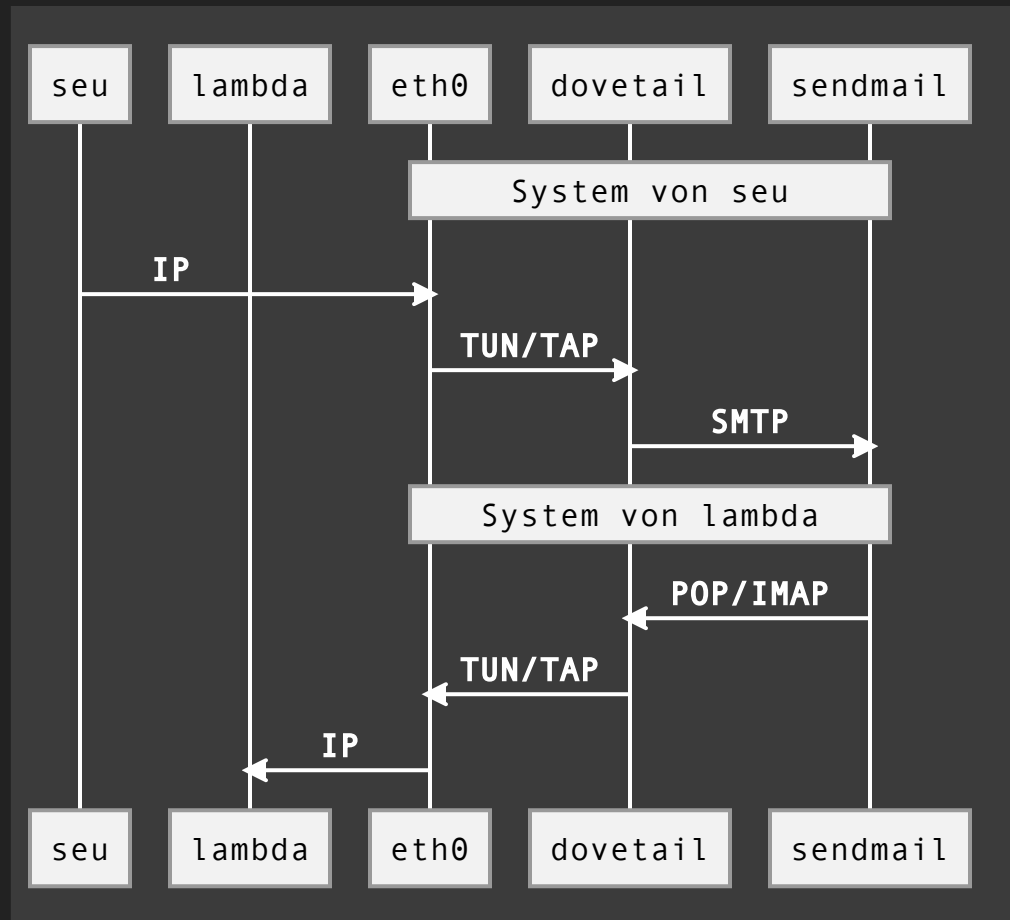 seu lambda eth0 dovetail sendmail
System von seu
IP
TUN/TAP
SMTP
System von lambda
POP/IMAP
TUN/TAP
IP
seu lambda eth0 dovetail sendmail